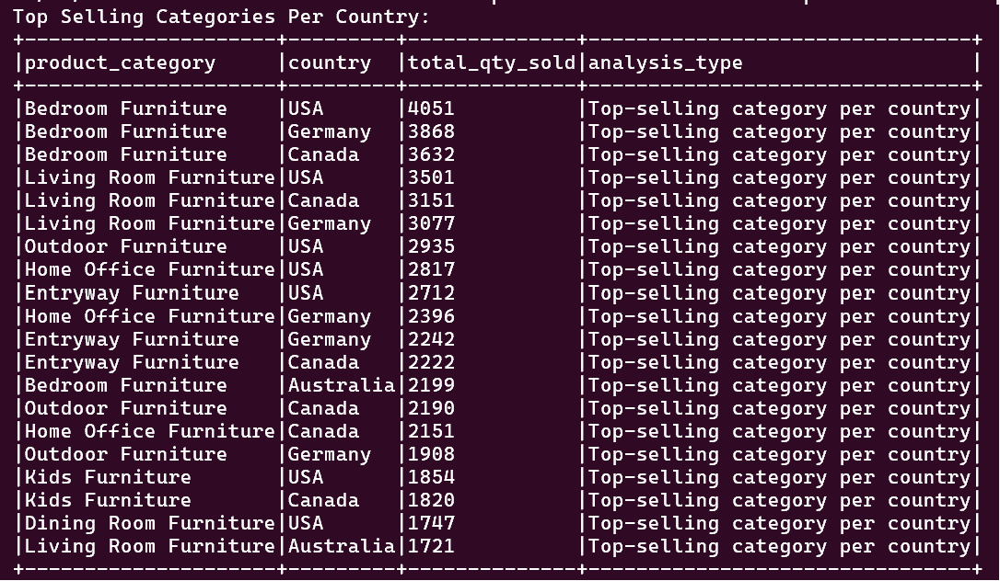 Top Selling Categories Per Country:
+---------------------+---------+--------------+--------------------------------+
|product_category     |country  |total_qty_sold|analysis_type                   |
+---------------------+---------+--------------+--------------------------------+
|Bedroom Furniture    |USA      |4051          |Top-selling category per country|
|Bedroom Furniture    |Germany  |3868          |Top-selling category per country|
|Bedroom Furniture    |Canada   |3632          |Top-selling category per country|
|Living Room Furniture|USA      |3501          |Top-selling category per country|
|Living Room Furniture|Canada   |3151          |Top-selling category per country|
|Living Room Furniture|Germany  |3077          |Top-selling category per country|
|Outdoor Furniture    |USA      |2935          |Top-selling category per country|
|Home Office Furniture|USA      |2817          |Top-selling category per country|
|Entryway Furniture   |USA      |2712          |Top-selling category per country|
|Home Office Furniture|Germany  |2396          |Top-selling category per country|
|Entryway Furniture   |Germany  |2242          |Top-selling category per country|
|Entryway Furniture   |Canada   |2222          |Top-selling category per country|
|Bedroom Furniture    |Australia|2199          |Top-selling category per country|
|Outdoor Furniture    |Canada   |2190          |Top-selling category per country|
|Home Office Furniture|Canada   |2151          |Top-selling category per country|
|Outdoor Furniture    |Germany  |1908          |Top-selling category per country|
|Kids Furniture       |USA      |1854          |Top-selling category per country|
|Kids Furniture       |Canada   |1820          |Top-selling category per country|
|Dining Room Furniture|USA      |1747          |Top-selling category per country|
|Living Room Furniture|Australia|1721          |Top-selling category per country|
+---------------------+---------+--------------+--------------------------------+